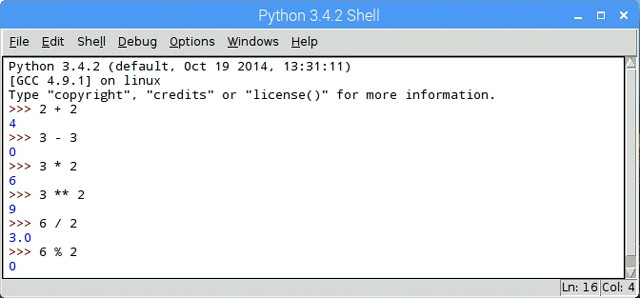 Python 3.4.2 Shell
File Edit Shell Debug Options Windows Help
Python 3.4.2 (default, Oct 19 2014, 13:31:11)
[GCC 4.9.1] on linux
Type "copyright", "credits" or "license()" for more information.
>>> 2 + 2
4
>>> 3 - 3
0
>>> 3 * 2
6
>>> 3 ** 2
9
>>> 6 / 2
3.0
>>> 6 % 2
0
Ln: 16 Col: 4